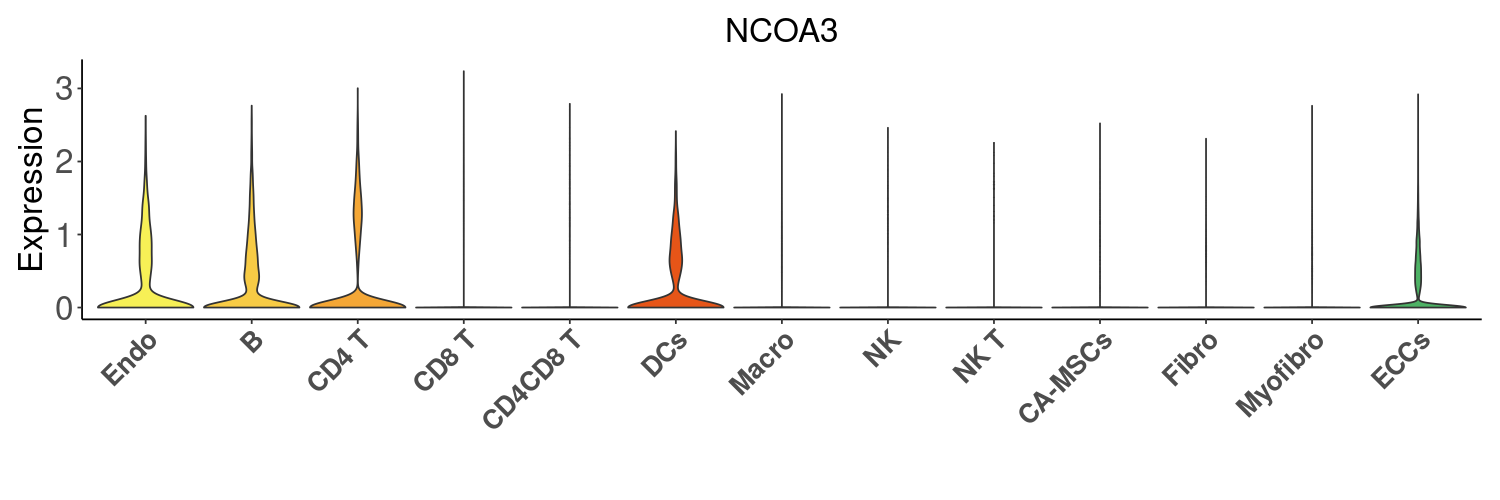 NCOA3
Expression
3
2
1
0
Endo
B
CD4 T
CD8 T
CD4CD8 T
DCs
Macro
NK
NK T
CA-MSCs
Fibro
Myofibro
ECCs